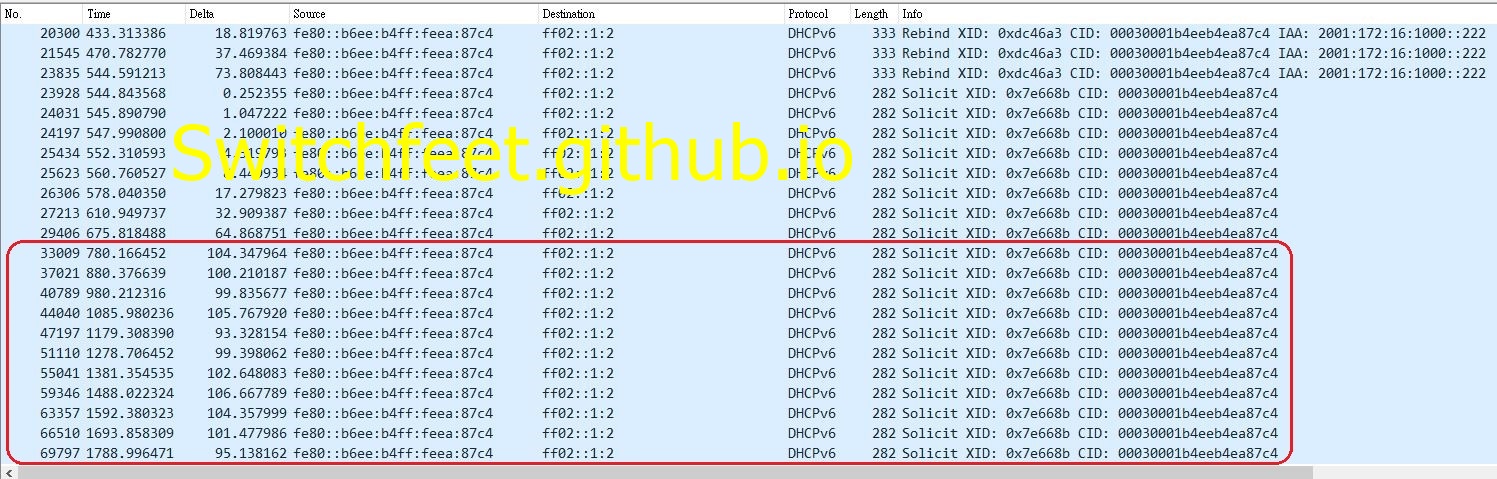 No. Time Delta Source Destination Protocol Length Info
20300 433.313386 18.819763 fe80::b6ee:b4ff:feea:87c4 ff02::1:2 DHCPv6 333 Rebind XID: 0xdc46a3 CID: 00030001b4eeb4ea87c4 IAA: 2001:172:16:1000::222
21545 470.782770 37.469384 fe80::b6ee:b4ff:feea:87c4 ff02::1:2 DHCPv6 333 Rebind XID: 0xdc46a3 CID: 00030001b4eeb4ea87c4 IAA: 2001:172:16:1000::222
23835 544.591213 73.808443 fe80::b6ee:b4ff:feea:87c4 ff02::1:2 DHCPv6 333 Rebind XID: 0xdc46a3 CID: 00030001b4eeb4ea87c4 IAA: 2001:172:16:1000::222
23928 544.843568 0.252355 fe80::b6ee:b4ff:feea:87c4 ff02::1:2 DHCPv6 282 Solicit XID: 0x7e668b CID: 00030001b4eeb4ea87c4
24031 545.890790 1.047222 fe80::b6ee:b4ff:feea:87c4 ff02::1:2 DHCPv6 282 Solicit XID: 0x7e668b CID: 00030001b4eeb4ea87c4
24197 547.990800 2.100010 fe80::b6ee:b4ff:feea:87c4 ff02::1:2 DHCPv6 282 Solicit XID: 0x7e668b CID: 00030001b4eeb4ea87c4
Switchfeet.github.io
25434 552.310593 fe80::b6ee:b4ff:feea:87c4 ff02::1:2 DHCPv6 282 Solicit XID: 0x7e668b CID: 00030001b4eeb4ea87c4
25623 560.760527 fe80::b6ee:b4ff:feea:87c4 ff02::1:2 DHCPv6 282 Solicit XID: 0x7e668b CID: 00030001b4eeb4ea87c4
26306 578.040350 17.279823 fe80::b6ee:b4ff:feea:87c4 ff02::1:2 DHCPv6 282 Solicit XID: 0x7e668b CID: 00030001b4eeb4ea87c4
27213 610.949737 32.909387 fe80::b6ee:b4ff:feea:87c4 ff02::1:2 DHCPv6 282 Solicit XID: 0x7e668b CID: 00030001b4eeb4ea87c4
29406 675.818488 64.868751 fe80::b6ee:b4ff:feea:87c4 ff02::1:2 DHCPv6 282 Solicit XID: 0x7e668b CID: 00030001b4eeb4ea87c4
33009 780.166452 104.347964 fe80::b6ee:b4ff:feea:87c4 ff02::1:2 DHCPv6 282 Solicit XID: 0x7e668b CID: 00030001b4eeb4ea87c4
37021 880.376639 100.210187 fe80::b6ee:b4ff:feea:87c4 ff02::1:2 DHCPv6 282 Solicit XID: 0x7e668b CID: 00030001b4eeb4ea87c4
40789 980.212316 99.835677 fe80::b6ee:b4ff:feea:87c4 ff02::1:2 DHCPv6 282 Solicit XID: 0x7e668b CID: 00030001b4eeb4ea87c4
44040 1085.980236 105.767920 fe80::b6ee:b4ff:feea:87c4 ff02::1:2 DHCPv6 282 Solicit XID: 0x7e668b CID: 00030001b4eeb4ea87c4
47197 1179.308390 93.328154 fe80::b6ee:b4ff:feea:87c4 ff02::1:2 DHCPv6 282 Solicit XID: 0x7e668b CID: 00030001b4eeb4ea87c4
51110 1278.706452 99.398062 fe80::b6ee:b4ff:feea:87c4 ff02::1:2 DHCPv6 282 Solicit XID: 0x7e668b CID: 00030001b4eeb4ea87c4
55041 1381.354535 102.648083 fe80::b6ee:b4ff:feea:87c4 ff02::1:2 DHCPv6 282 Solicit XID: 0x7e668b CID: 00030001b4eeb4ea87c4
59346 1488.022324 106.667789 fe80::b6ee:b4ff:feea:87c4 ff02::1:2 DHCPv6 282 Solicit XID: 0x7e668b CID: 00030001b4eeb4ea87c4
63357 1592.380323 104.357999 fe80::b6ee:b4ff:feea:87c4 ff02::1:2 DHCPv6 282 Solicit XID: 0x7e668b CID: 00030001b4eeb4ea87c4
66510 1693.858309 101.477986 fe80::b6ee:b4ff:feea:87c4 ff02::1:2 DHCPv6 282 Solicit XID: 0x7e668b CID: 00030001b4eeb4ea87c4
69797 1788.996471 95.138162 fe80::b6ee:b4ff:feea:87c4 ff02::1:2 DHCPv6 282 Solicit XID: 0x7e668b CID: 00030001b4eeb4ea87c4